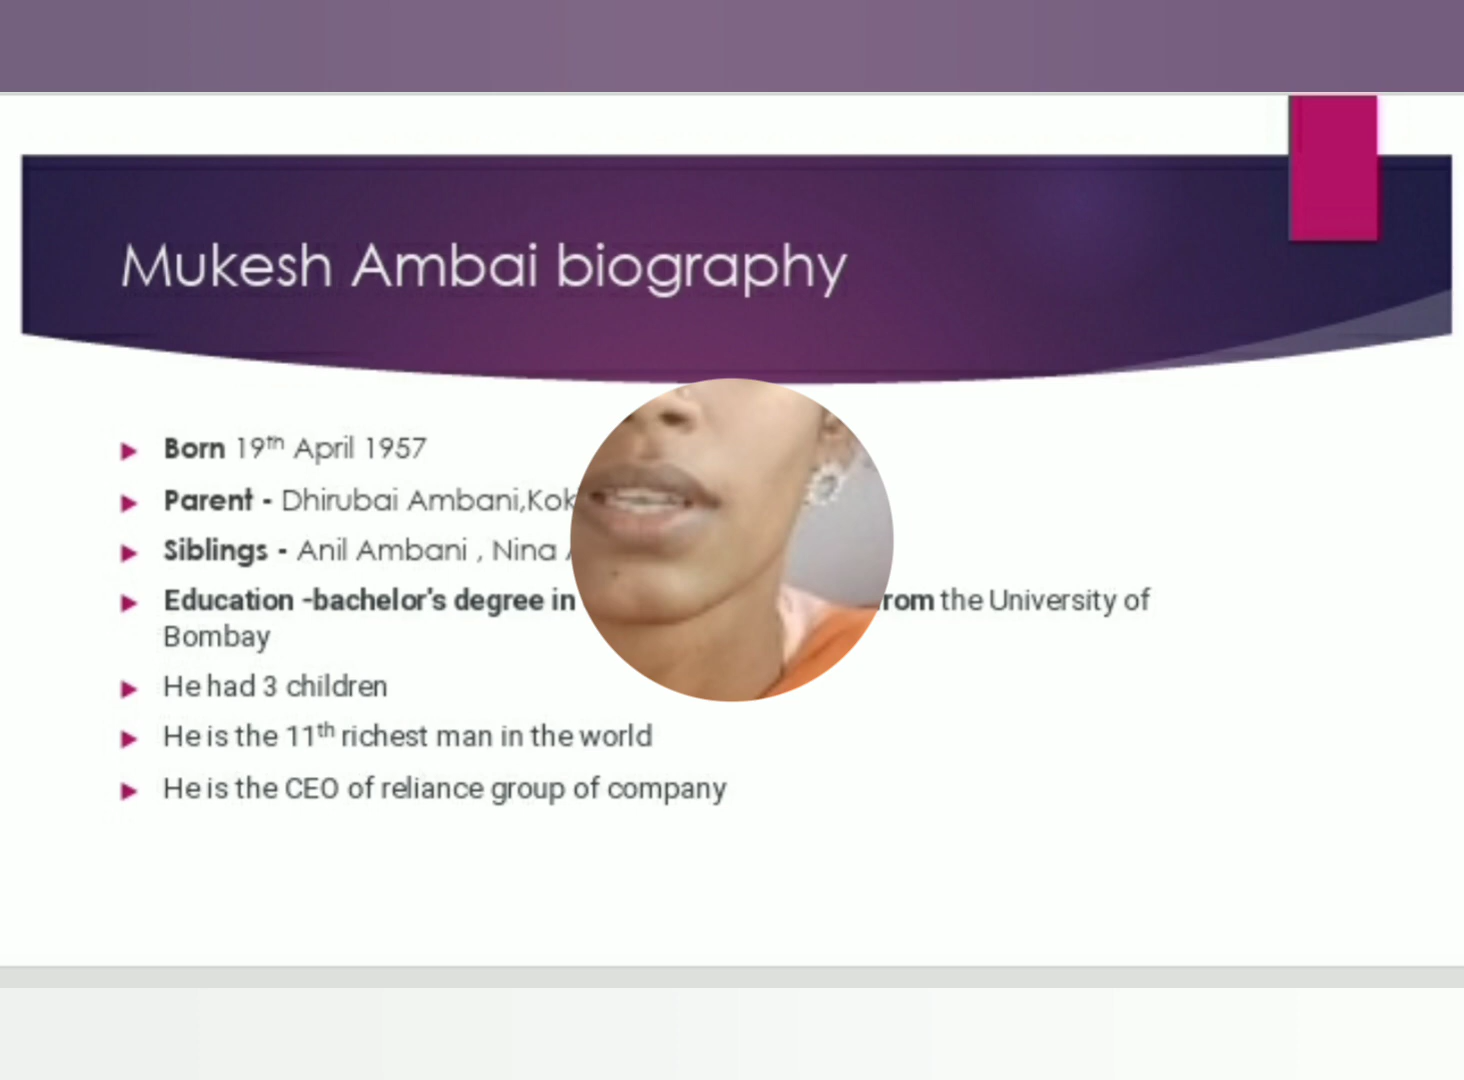 Mukesh Ambai biography
Born 19th April 1957
Parent - Dhirubai Ambani,
Siblings - Anil Ambani , Nina
Education -bachelor's degree in the University of
Bombay
He had 3 children
He is the 11th richest man in the world
He is the CEO of reliance group of company